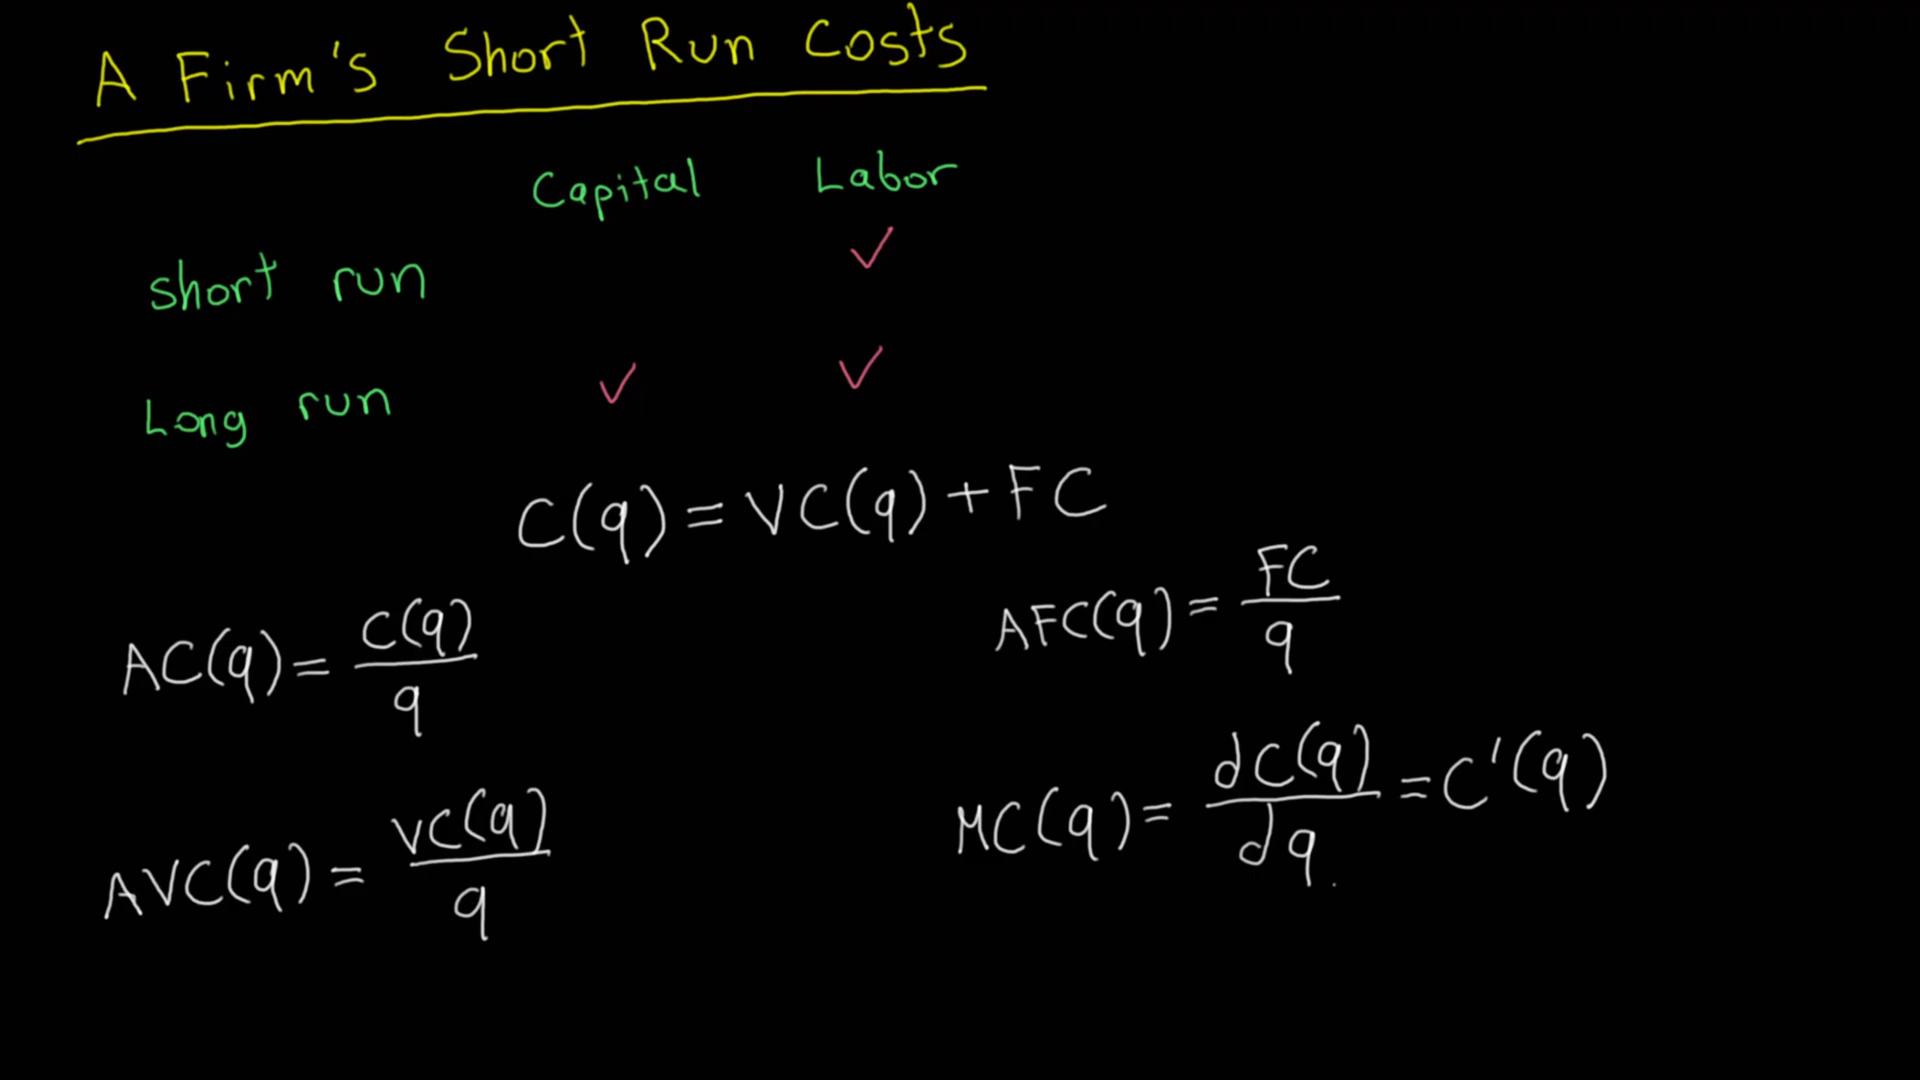 A Firm's Short Run Costs
Capital Labor
short run ✓
Long run ✓ ✓
C(q) = VC(q) + FC
AC(q) = C(q)/q
AFC(q) = FC/q
AVC(q) = VC(q)/q
MC(q) = dC(q)/dq = C'(q)